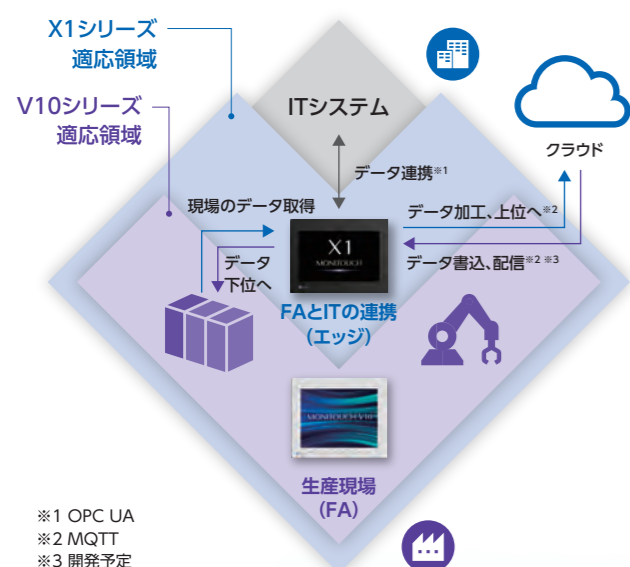 X1シリーズ
適応領域
V10シリーズ
適応領域
ITシステム
データ連携※1
クラウド
現場のデータ取得
データ加工、上位へ※2
X1
MONITOUCH
データ
下位へ
データ書込、配信※2 ※3
FAとITの連携
（エッジ）
MONITOUCH V10
生産現場
（FA）
※1 OPC UA
※2 MQTT
※3 開発予定